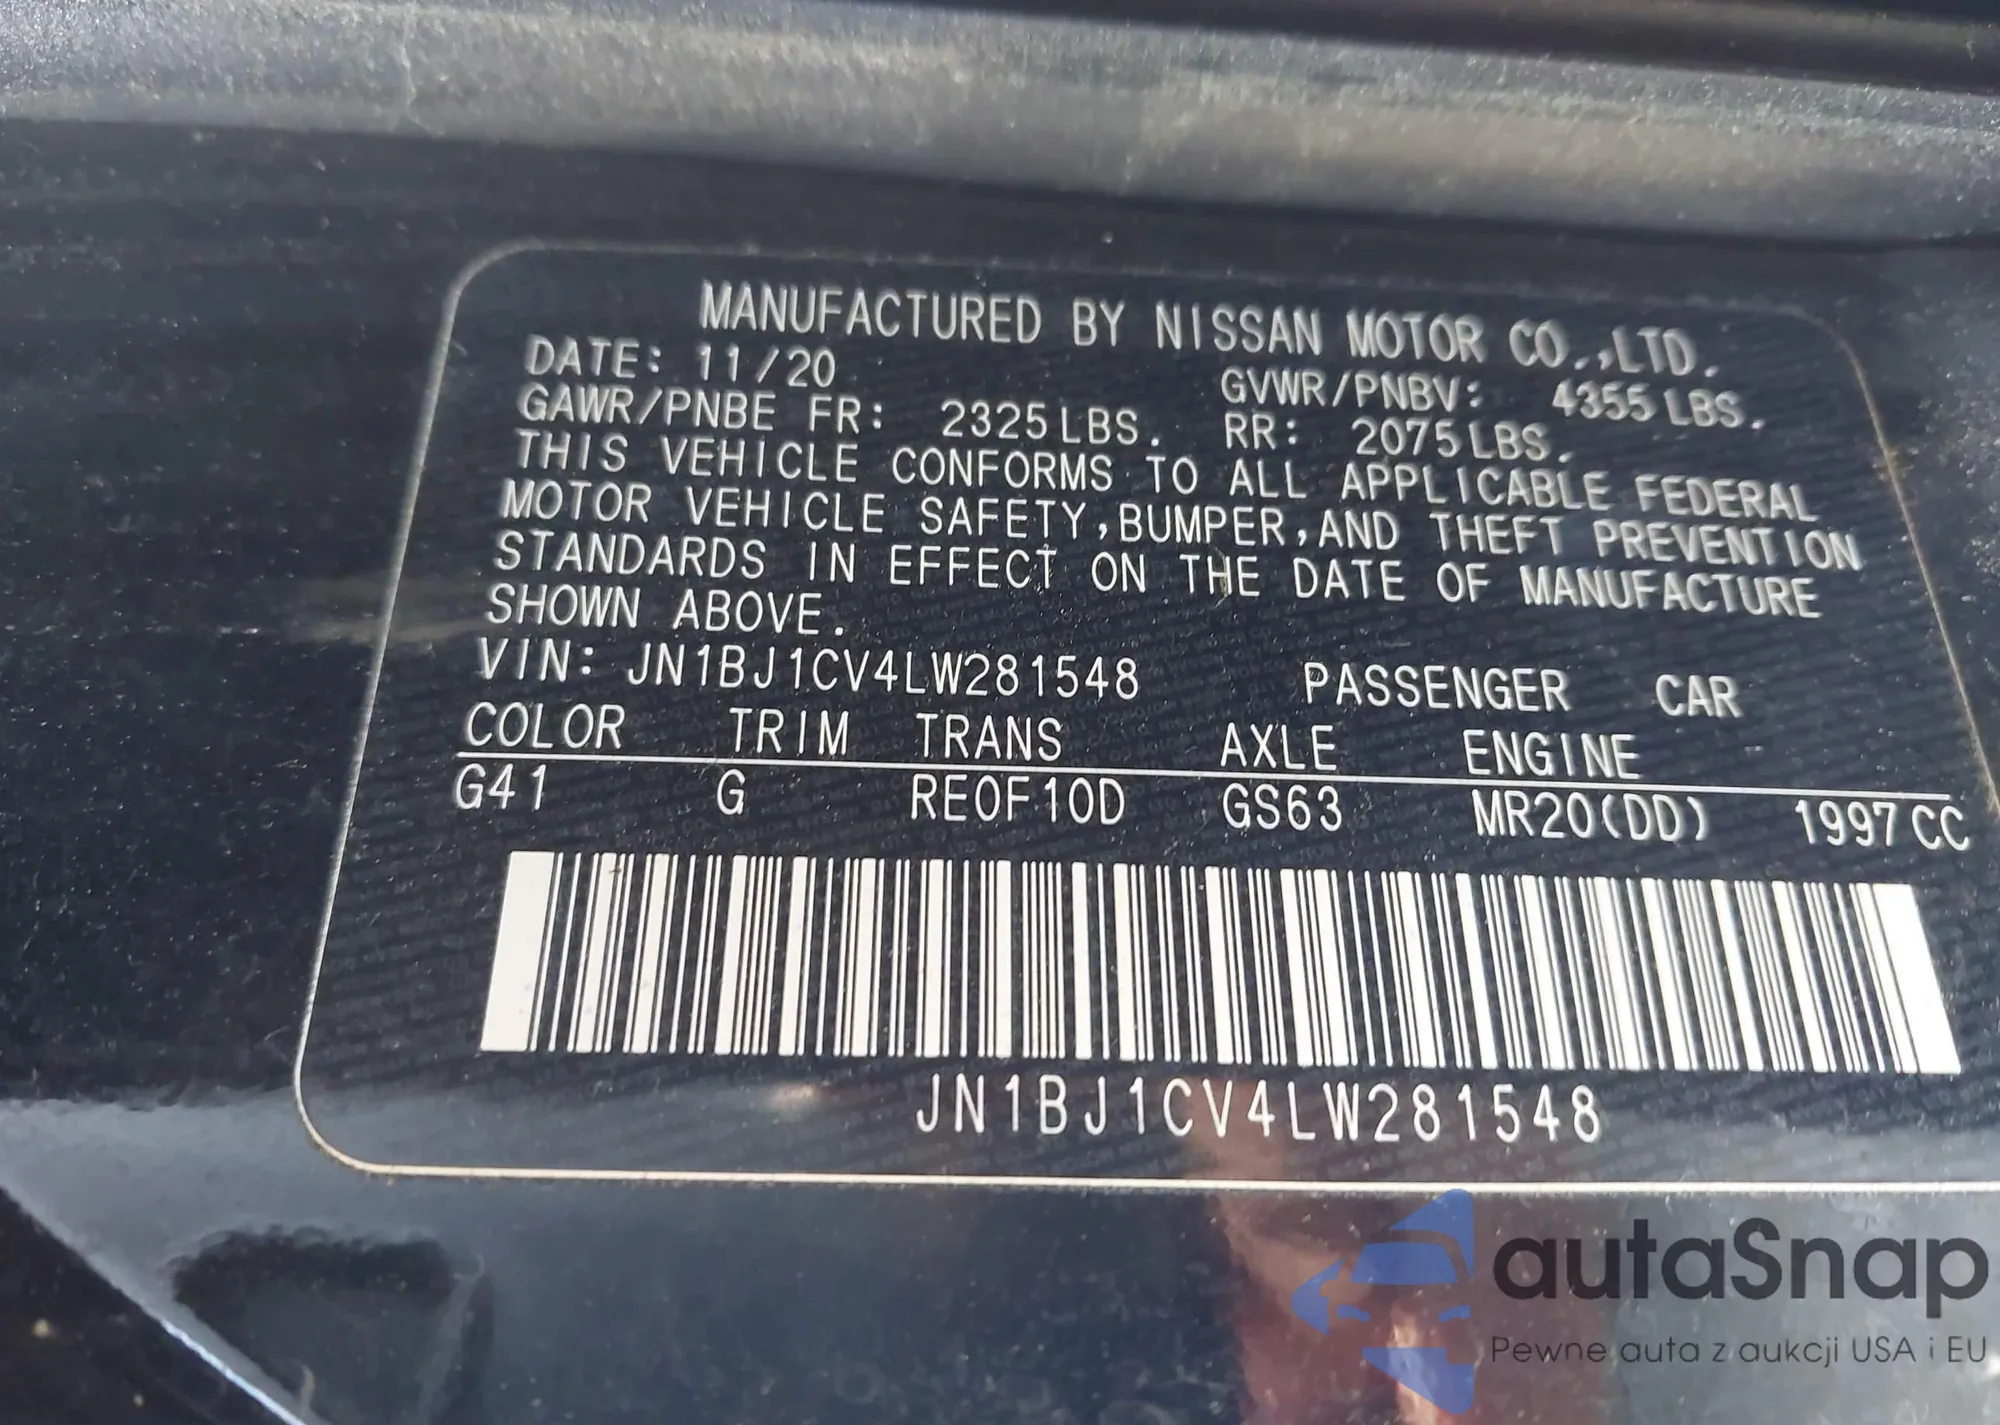 MANUFACTURED BY NISSAN MOTOR CO.,LTD.
DATE: 11/20 GVWR/PNBV: 4355 LBS.
GAWR/PNBE FR: 2325 LBS. RR: 2075 LBS.
THIS VEHICLE CONFORMS TO ALL APPLICABLE FEDERAL
MOTOR VEHICLE SAFETY, BUMPER, AND THEFT PREVENTION
STANDARDS IN EFFECT ON THE DATE OF MANUFACTURE
SHOWN ABOVE.
VIN: JN1BJ1CV4LW281548 PASSENGER CAR
COLOR TRIM TRANS AXLE ENGINE
G41 G RE0F10D GS63 MR20(DD) 1997 CC
JN1BJ1CV4LW281548
autaSnap
Pewne auta z aukcji USA i EU